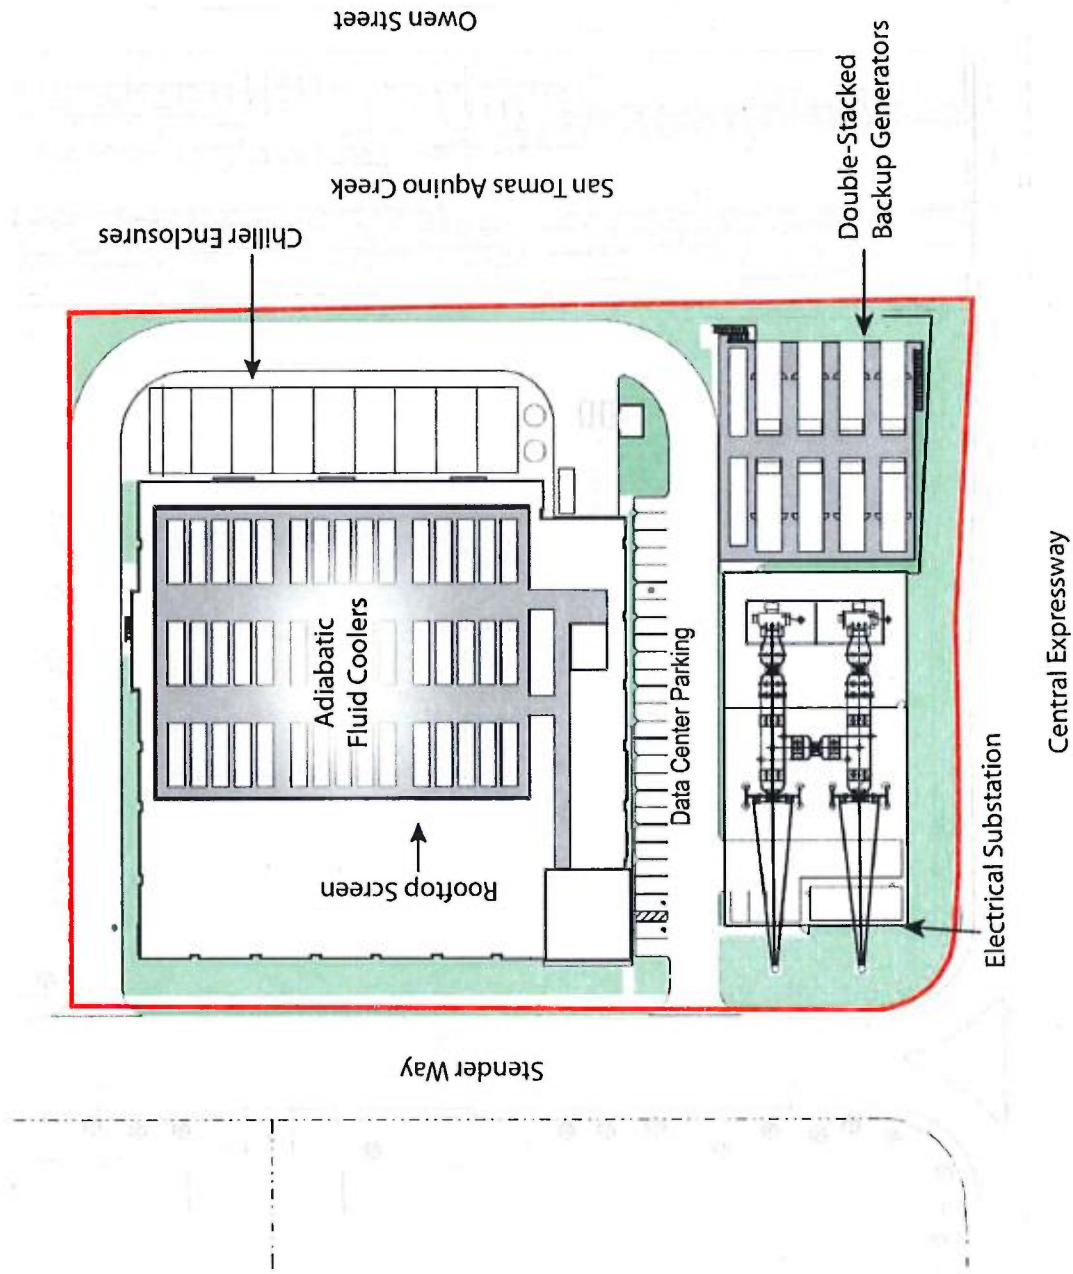 Owen Street
San Tomas Aquino Creek
Chiller Enclosures
Double-Stacked
Backup Generators
Adiabatic
Fluid Coolers
Data Center Parking
Rooftop Screen
Electrical Substation
Central Expressway
Stender Way